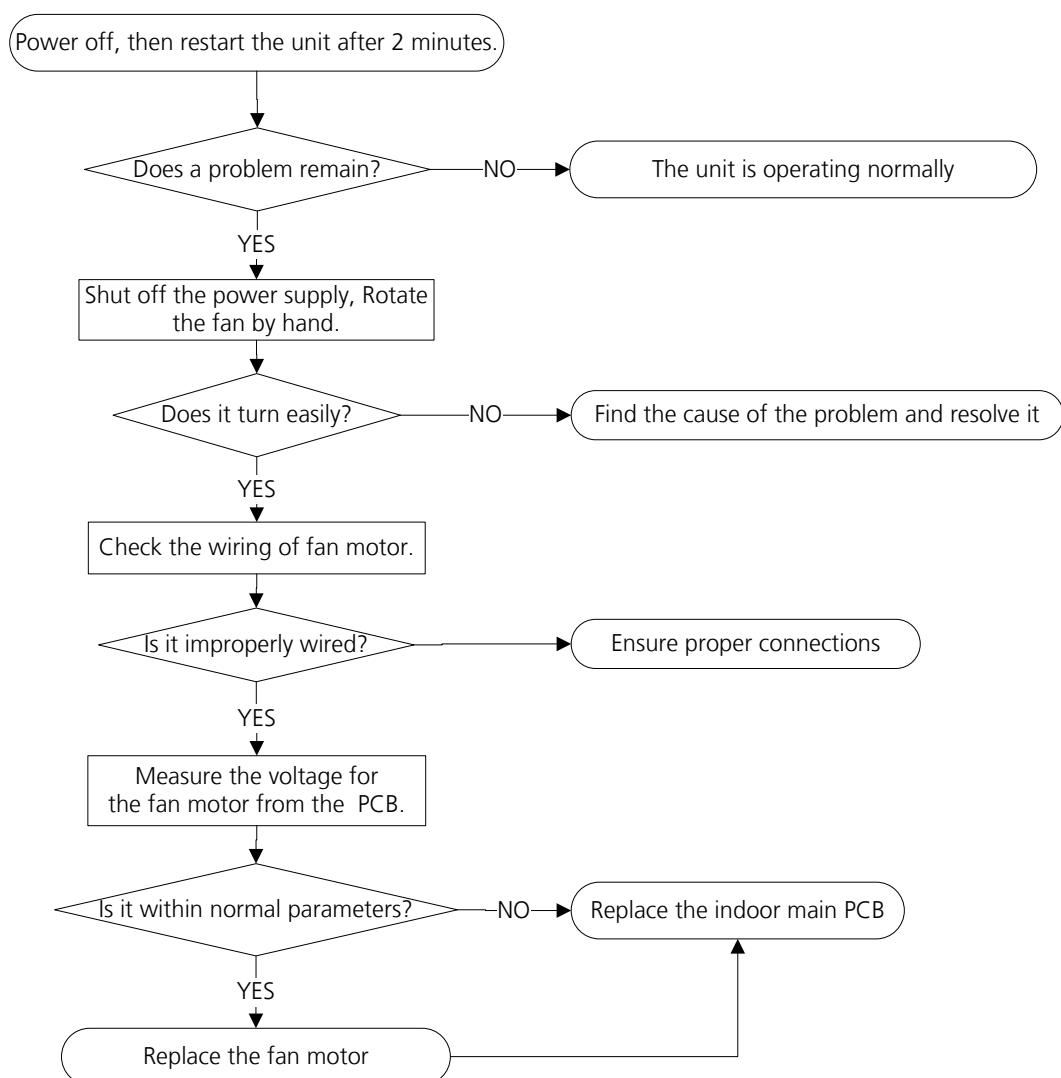 Power off, then restart the unit after 2 minutes.
Does a problem remain?
NO
The unit is operating normally
YES
Shut off the power supply, Rotate
the fan by hand.
Does it turn easily?
NO
Find the cause of the problem and resolve it
YES
Check the wiring of fan motor.
Is it improperly wired?
Ensure proper connections
YES
Measure the voltage for
the fan motor from the PCB.
Is it within normal parameters?
NO
Replace the indoor main PCB
YES
Replace the fan motor